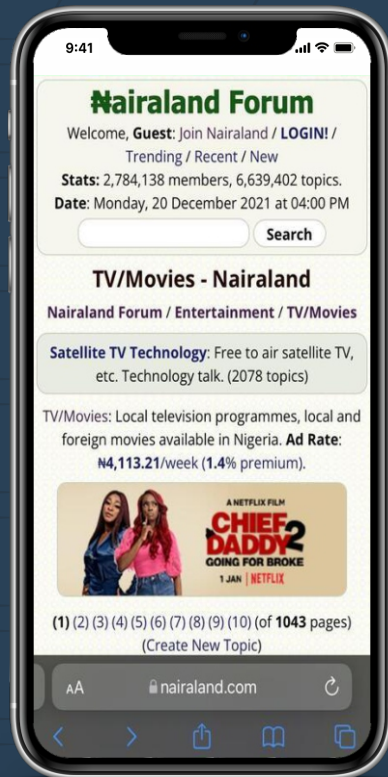 9:41
₦airaland Forum
Welcome, Guest: Join Nairaland / LOGIN! /
Trending / Recent / New
Stats: 2,784,138 members, 6,639,402 topics.
Date: Monday, 20 December 2021 at 04:00 PM
Search
TV/Movies - Nairaland
Nairaland Forum / Entertainment / TV/Movies
Satellite TV Technology: Free to air satellite TV,
etc. Technology talk. (2078 topics)
TV/Movies: Local television programmes, local and
foreign movies available in Nigeria. Ad Rate:
₦4,113.21/week (1.4% premium).
A NETFLIX FILM
CHIEF
DADDY 2
GOING FOR BROKE
1 JAN | NETFLIX
(1) (2) (3) (4) (5) (6) (7) (8) (9) (10) (of 1043 pages)
(Create New Topic)
AA nairaland.com